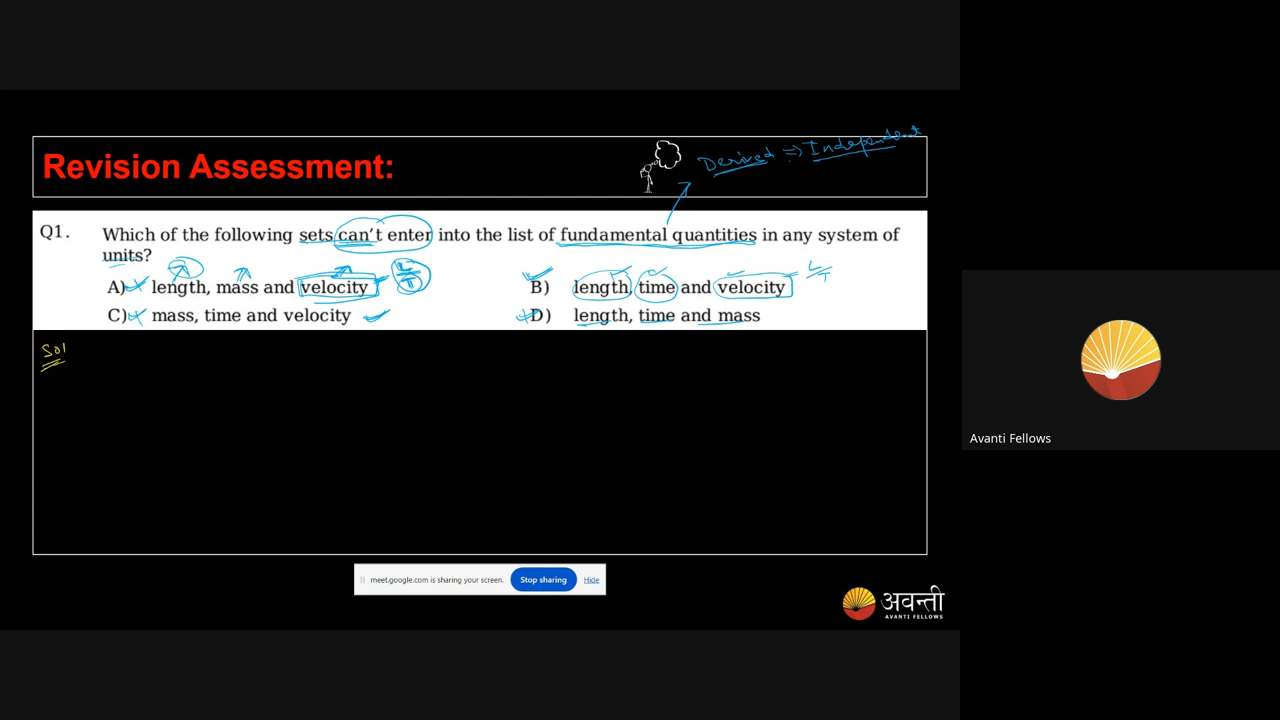 Revision Assessment:
Derived => Independent
Q1. Which of the following sets can't enter into the list of fundamental quantities in any system of
units?
L/T
L/T
A) length, mass and velocity B) length, time and velocity
C) mass, time and velocity D) length, time and mass
Sol
Avanti Fellows
meet.google.com is sharing your screen. Stop sharing Hide
अवन्ती
AVANTI FELLOWS